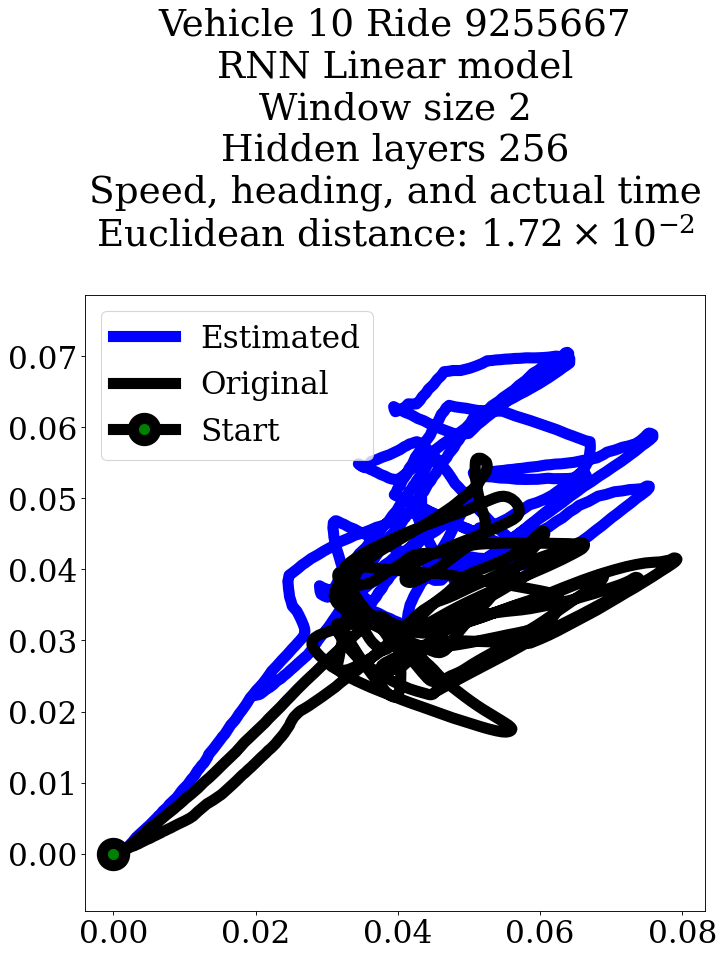 Vehicle 10 Ride 9255667
RNN Linear model
Window size 2
Hidden layers 256
Speed, heading, and actual time
Euclidean distance: 1.72 × 10⁻²
Estimated
Original
Start
0.07
0.06
0.05
0.04
0.03
0.02
0.01
0.00
0.00 0.02 0.04 0.06 0.08